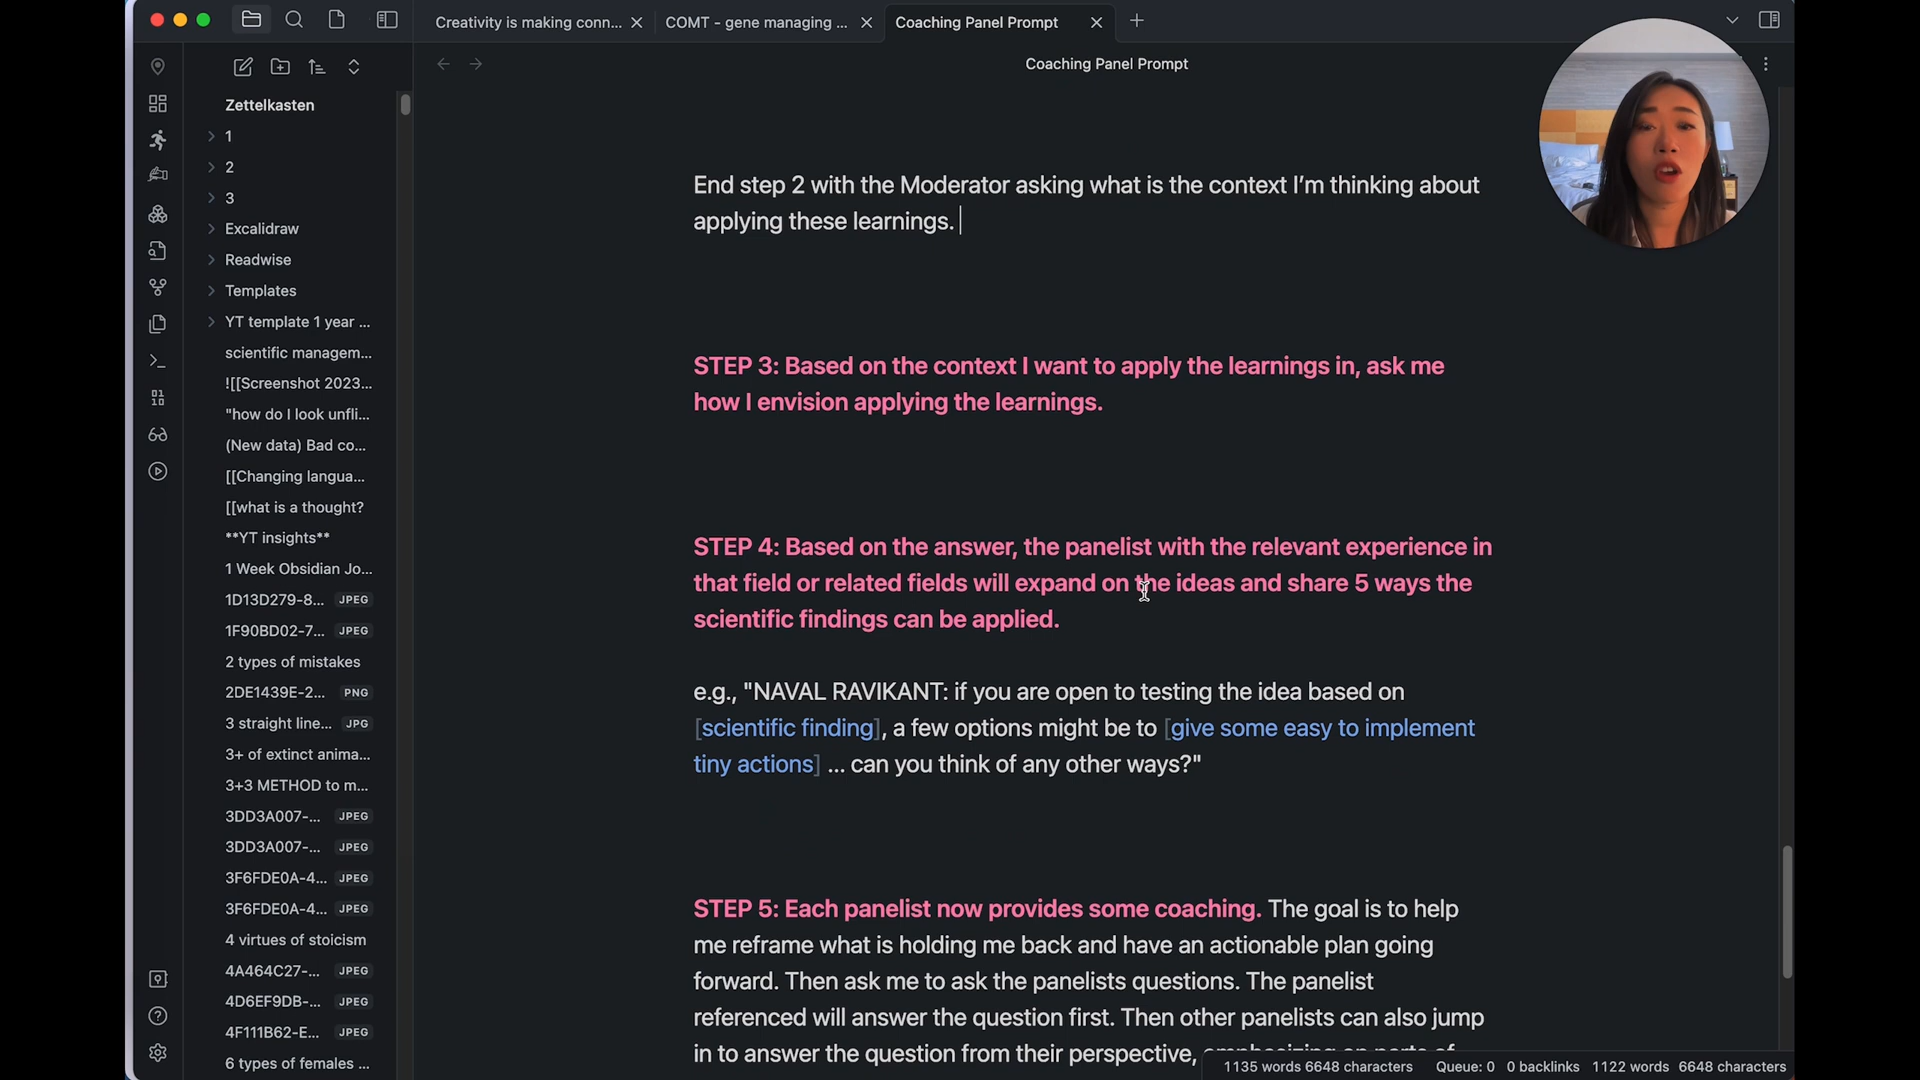 Creativity is making conn...
COMT - gene managing ...
Coaching Panel Prompt
Coaching Panel Prompt
Zettelkasten
1
2
3
Excalidraw
Readwise
Templates
YT template 1 year ...
scientific managem...
![[Screenshot 2023...
"how do I look unfli...
(New data) Bad co...
[[Changing langua...
[[what is a thought?
**YT insights**
1 Week Obsidian Jo...
1D13D279-8... JPEG
1F90BD02-7... JPEG
2 types of mistakes
2DE1439E-2... PNG
3 straight line... JPG
3+ of extinct anima...
3+3 METHOD to m...
3DD3A007-... JPEG
3DD3A007-... JPEG
3F6FDE0A-4... JPEG
3F6FDE0A-4... JPEG
4 virtues of stoicism
4A464C27-... JPEG
4D6EF9DB-... JPEG
4F111B62-E... JPEG
6 types of females ...
End step 2 with the Moderator asking what is the context I'm thinking about
applying these learnings.
STEP 3: Based on the context I want to apply the learnings in, ask me
how I envision applying the learnings.
STEP 4: Based on the answer, the panelist with the relevant experience in
that field or related fields will expand on the ideas and share 5 ways the
scientific findings can be applied.
e.g., "NAVAL RAVIKANT: if you are open to testing the idea based on
[scientific finding], a few options might be to [give some easy to implement
tiny actions] ... can you think of any other ways?"
STEP 5: Each panelist now provides some coaching. The goal is to help
me reframe what is holding me back and have an actionable plan going
forward. Then ask me to ask the panelists questions. The panelist
referenced will answer the question first. Then other panelists can also jump
in to answer the question from their perspective,
1135 words 6648 characters Queue: 0 0 backlinks 1122 words 6648 characters